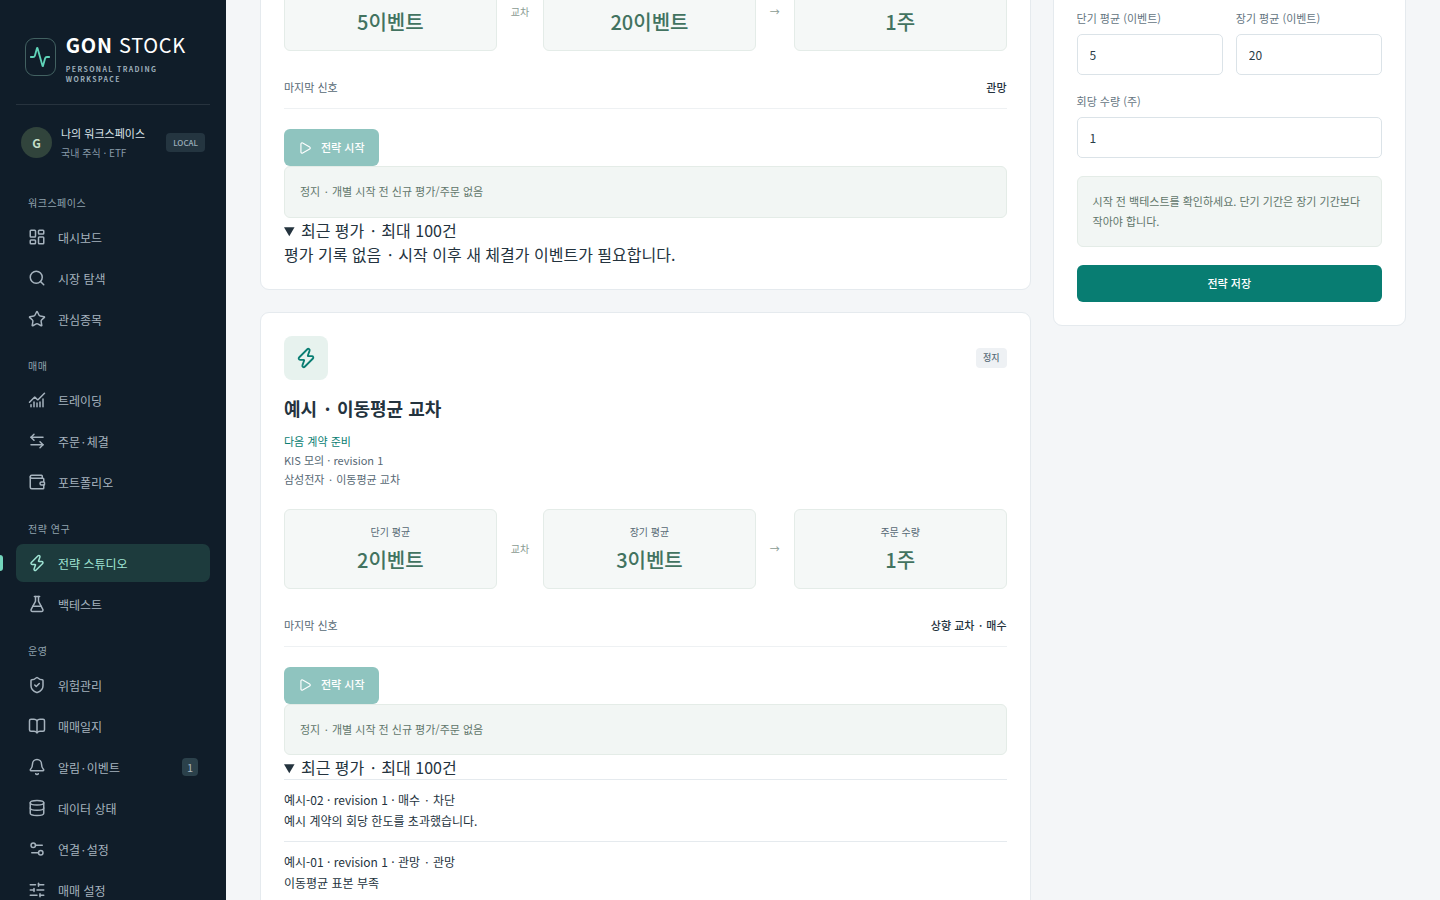 GON STOCK
PERSONAL TRADING
WORKSPACE
G
나의 워크스페이스
국내 주식 · ETF
LOCAL
워크스페이스
대시보드
시장 탐색
관심종목
매매
트레이딩
주문·체결
포트폴리오
전략 연구
전략 스튜디오
백테스트
운영
위험관리
매매일지
알림·이벤트
1
데이터 상태
연결·설정
매매 설정
5이벤트
교차
20이벤트
→
1주
마지막 신호
관망
전략 시작
정지 · 개별 시작 전 신규 평가/주문 없음
▼ 최근 평가 · 최대 100건
평가 기록 없음 · 시작 이후 새 체결가 이벤트가 필요합니다.
정지
예시 · 이동평균 교차
다음 계약 준비
KIS 모의 · revision 1
삼성전자 · 이동평균 교차
단기 평균
2이벤트
교차
장기 평균
3이벤트
→
주문 수량
1주
마지막 신호
상향 교차 · 매수
전략 시작
정지 · 개별 시작 전 신규 평가/주문 없음
▼ 최근 평가 · 최대 100건
예시-02 · revision 1 · 매수 · 차단
예시 계약의 회당 한도를 초과했습니다.
예시-01 · revision 1 · 관망 · 관망
이동평균 표본 부족
단기 평균 (이벤트)
장기 평균 (이벤트)
5
20
회당 수량 (주)
1
시작 전 백테스트를 확인하세요. 단기 기간은 장기 기간보다
작아야 합니다.
전략 저장